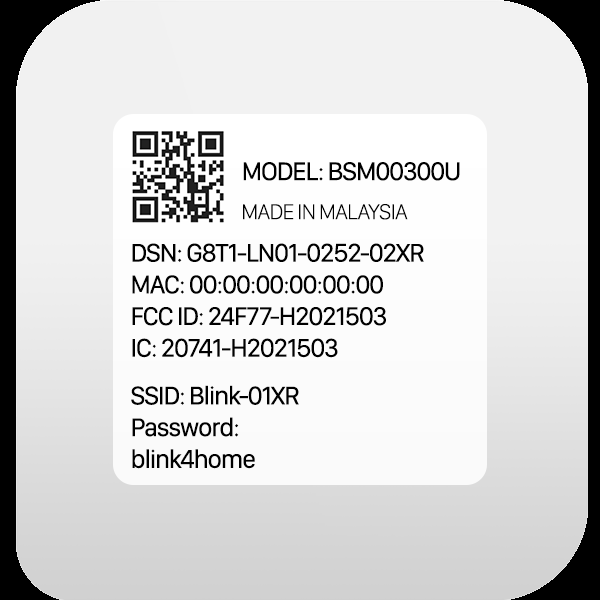 MODEL: BSM00300U
MADE IN MALAYSIA
DSN: G8T1-LN01-0252-02XR
MAC: 00:00:00:00:00:00
FCC ID: 24F77-H2021503
IC: 20741-H2021503
SSID: Blink-01XR
Password:
blink4home